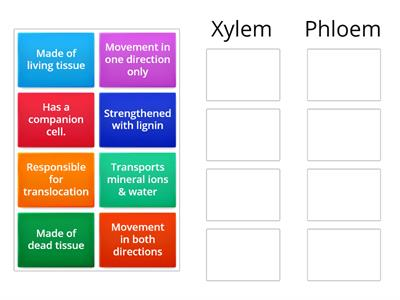 Xylem
Phloem
Made of
living tissue
Movement in
one direction
only
Has a
companion
cell.
Strengthened
with lignin
Responsible
for
translocation
Transports
mineral ions
& water
Made of
dead tissue
Movement
in both
directions